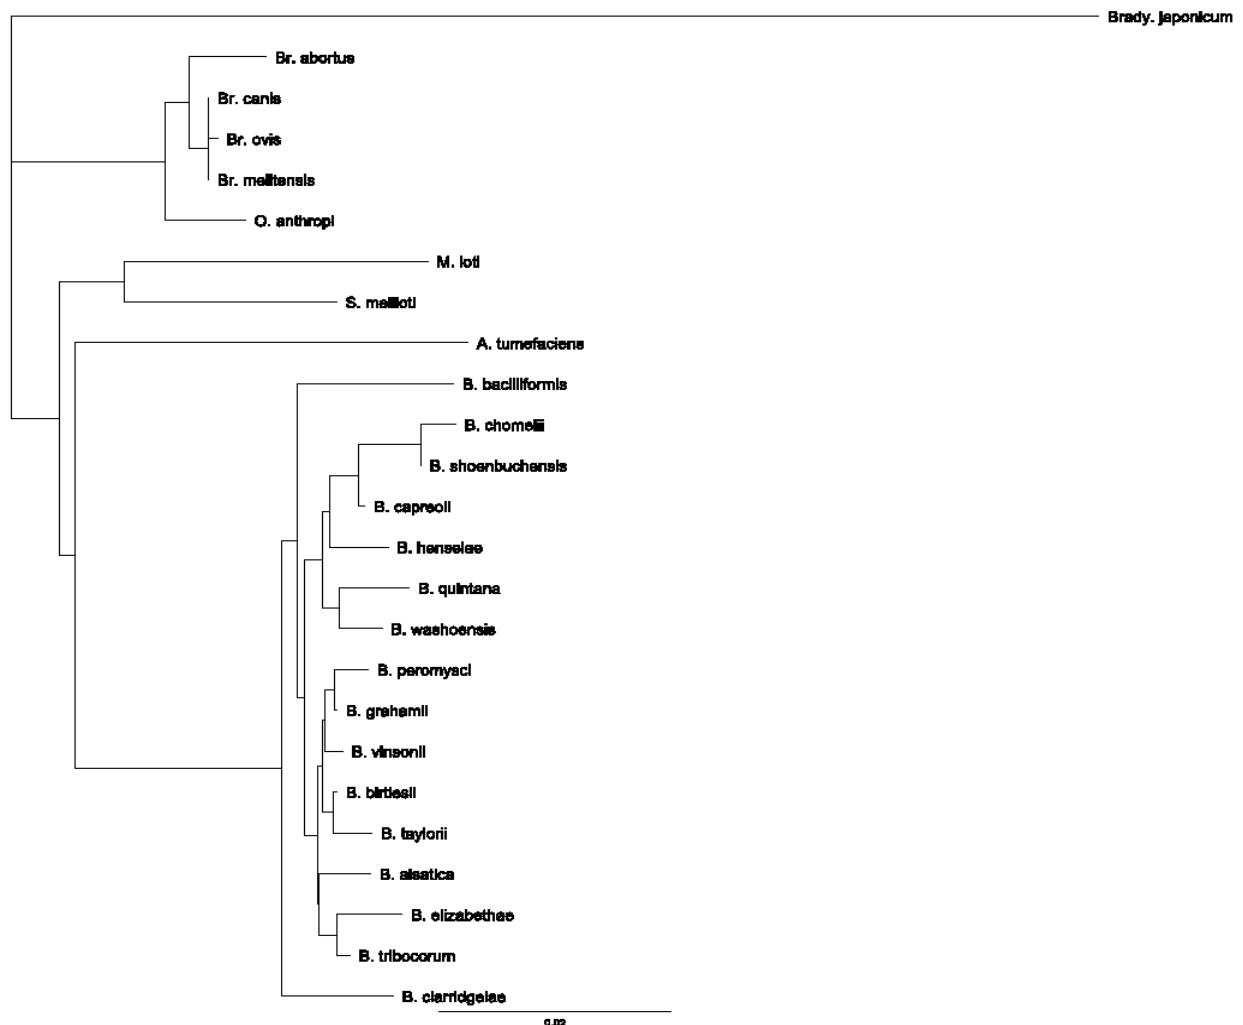 Brady. japonicum
Br. abortus
Br. canis
Br. ovis
Br. melitensis
O. anthropi
M. loti
S. meliloti
A. tumefaciens
B. bacilliformis
B. chomelii
B. shoenbuchensis
B. capreoli
B. henselae
B. quintana
B. washoensis
B. peromysci
B. grahamii
B. vinsonii
B. birtlesii
B. taylorii
B. alsatica
B. elizabethae
B. tribocorum
B. clarridgeiae
0.02